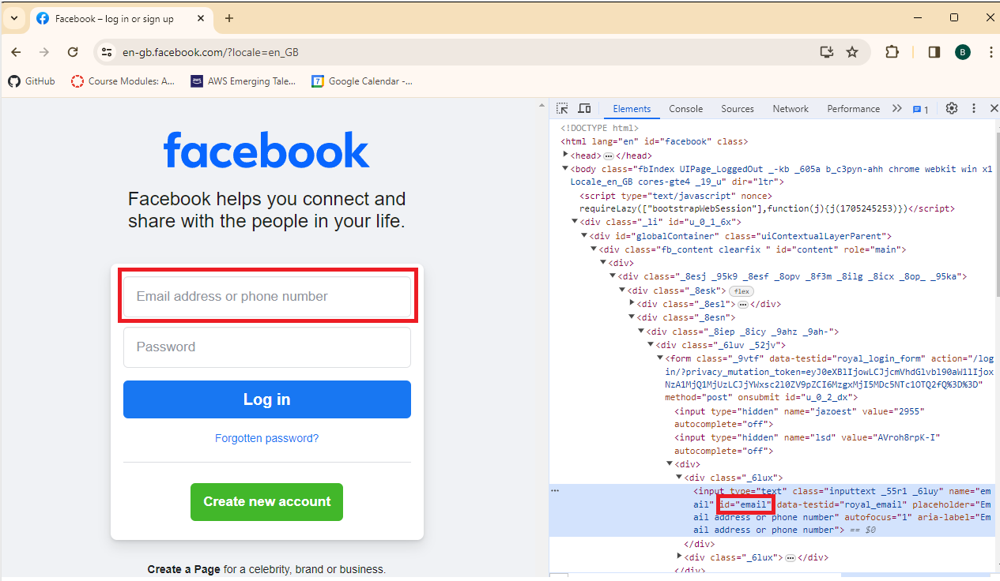 Facebook – log in or sign up
en-gb.facebook.com/?locale=en_GB
B
GitHub
Course Modules: A...
aws
AWS Emerging Tale...
7
Google Calendar -...
facebook
Facebook helps you connect and
share with the people in your life.
Email address or phone number
Password
Log in
Forgotten password?
Create new account
Create a Page for a celebrity, brand or business.
Elements Console Sources Network Performance 1
<!DOCTYPE html>
<html lang="en" id="facebook" class>
<head> ••• </head>
<body class="fbIndex UIPage_LoggedOut _-kb _605a b_c3pyn-ahh chrome webkit win x1
Locale_en_GB cores-gte4 _19_u" dir="ltr">
<script type="text/javascript" nonce>
requireLazy(["bootstrapWebSession"],function(j){j(1705245253)})</script>
<div class="_li" id="u_0_1_6x">
<div id="globalContainer" class="uiContextualLayerParent">
<div class="fb_content clearfix " id="content" role="main">
<div>
<div class="_8esj _95k9 _8esf _8opv _8f3m _8ilg _8icx _8op_ _95ka">
<div class="_8esk"> flex
<div class="_8esl"> ••• </div>
<div class="_8esn">
<div class="_8iep _8icy _9ahz _9ah-">
<div class="_6luv _52jv">
<form class="_9vtf" data-testid="royal_login_form" action="/log
method="post" onsubmit id="u_0_2_dx">
<input type="hidden" name="jazoest" value="2955"
autocomplete="off">
<input type="hidden" name="lsd" value="AVroh8rpK-I"
autocomplete="off">
<div>
<div class="_6lux">
<input type="text" class="inputtext _55r1 _6luy" name="em
ail" id="email" data-testid="royal_email" placeholder="Em
ail address or phone number" autofocus="1" aria-label="Em
ail address or phone number"> == $0
</div>
<div class="_6lux"> ••• </div>
</div>